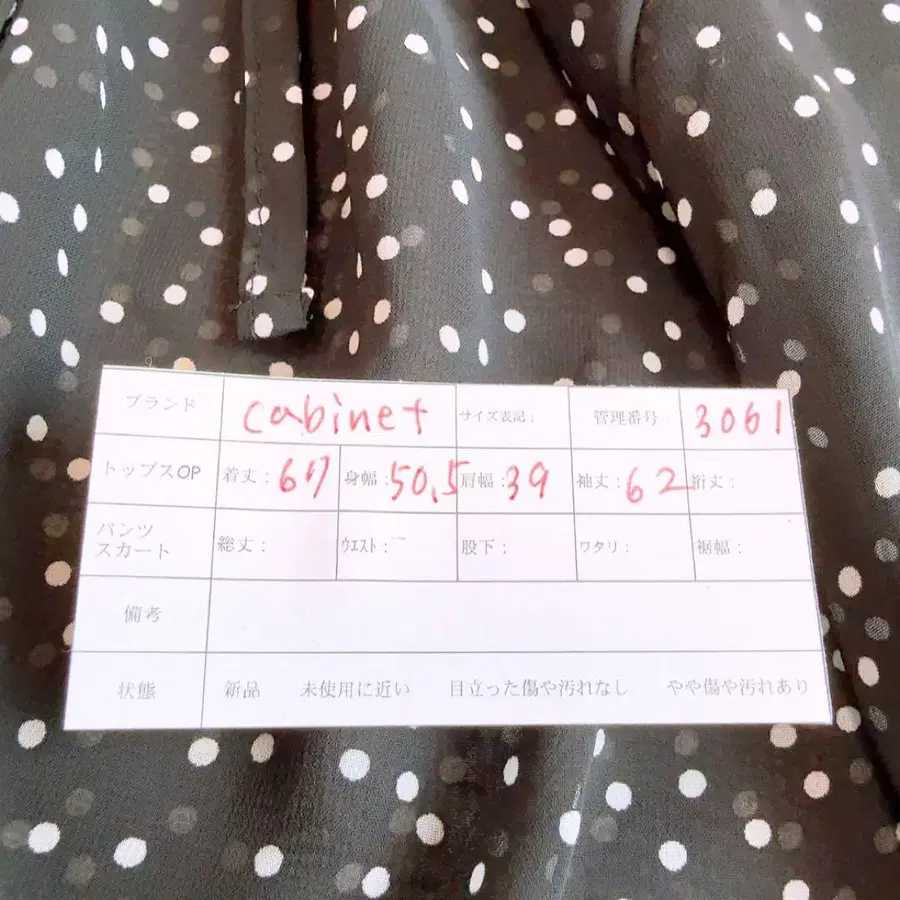 ブランド cabinet サイズ表記： 管理番号 3061
トップスOP 着丈：67 身幅：50.5 肩幅：39 袖丈：62 裄丈：
パンツ
スカート 総丈： ウエスト： 股下： ワタリ： 裾幅：
備考
状態 新品 未使用に近い 目立った傷や汚れなし やや傷や汚れあり